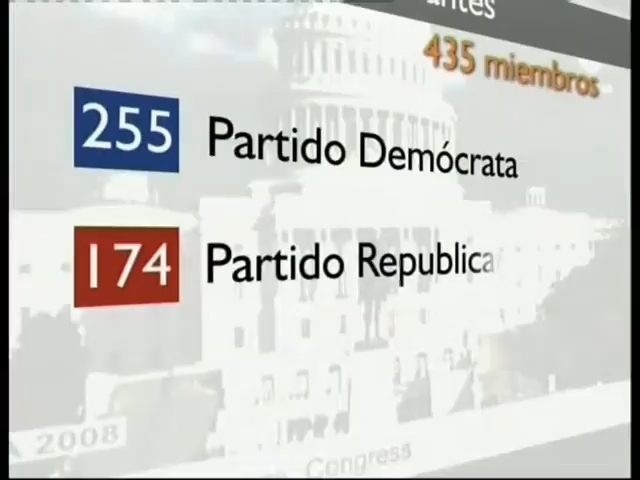 435 miembros
255 Partido Demócrata
174 Partido Republica
A 2008
Congress